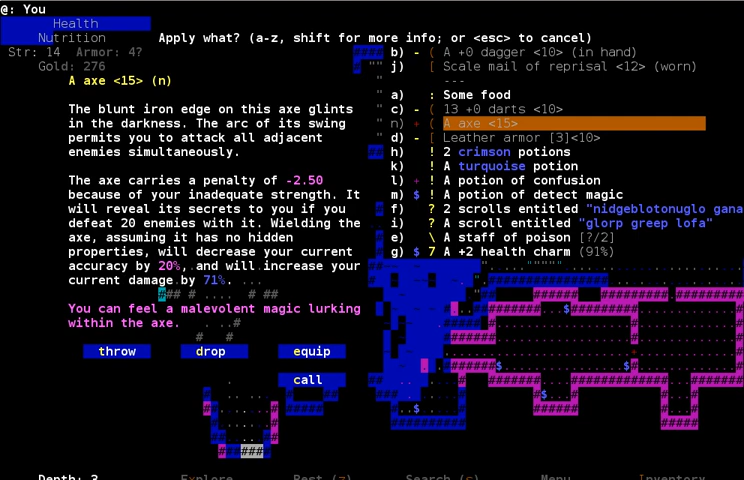 @: You
Health
Nutrition
Apply what? (a-z, shift for more info; or <esc> to cancel)
Str: 14 Armor: 4?
Gold: 276
b) - ( A +0 dagger <10> (in hand)
j) [ Scale mail of reprisal <12> (worn)
---
a) : Some food
c) - ( 13 +0 darts <10>
n) + ( A axe <15>
d) - [ Leather armor [3]<10>
h) ! 2 crimson potions
k) ! A turquoise potion
l) + ! A potion of confusion
m) $ ! A potion of detect magic
f) ? 2 scrolls entitled "nidgeblotonuglo gana
i) ? A scroll entitled "glorp greep lofa"
e) \ A staff of poison [?/2]
g) $ 7 A +2 health charm (91%)
A axe <15> (n)
The blunt iron edge on this axe glints
in the darkness. The arc of its swing
permits you to attack all adjacent
enemies simultaneously.
The axe carries a penalty of -2.50
because of your inadequate strength. It
will reveal its secrets to you if you
defeat 20 enemies with it. Wielding the
axe, assuming it has no hidden
properties, will decrease your current
accuracy by 20%, and will increase your
current damage by 71%.
You can feel a malevolent magic lurking
within the axe.
throw drop equip
call
Depth: 3 Explore Rest (z) Search (s) Menu Inventory